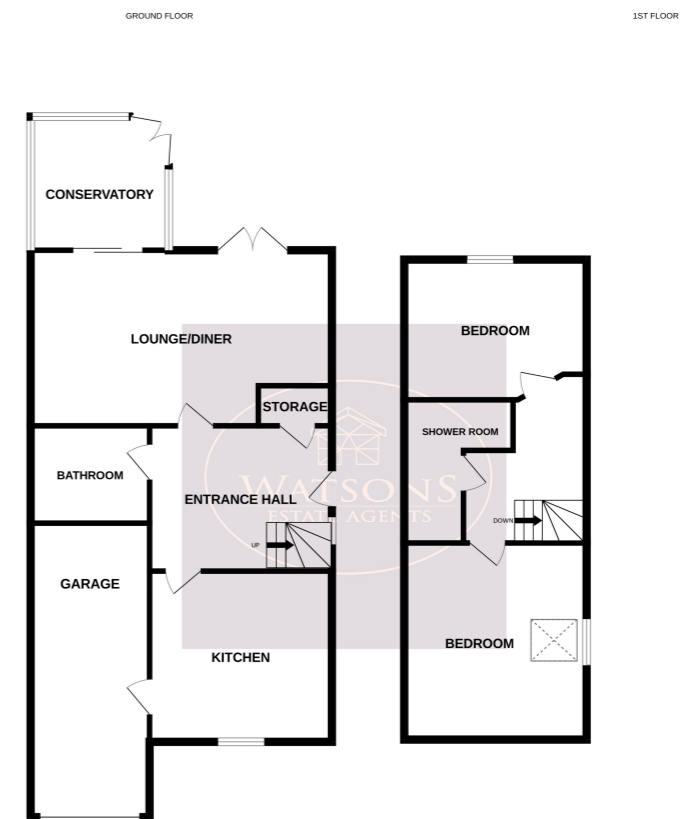 GROUND FLOOR
1ST FLOOR
CONSERVATORY
LOUNGE/DINER
STORAGE
BATHROOM
ENTRANCE HALL
UP
GARAGE
KITCHEN
BEDROOM
SHOWER ROOM
DOWN
BEDROOM
WATSONS
ESTATE AGENTS